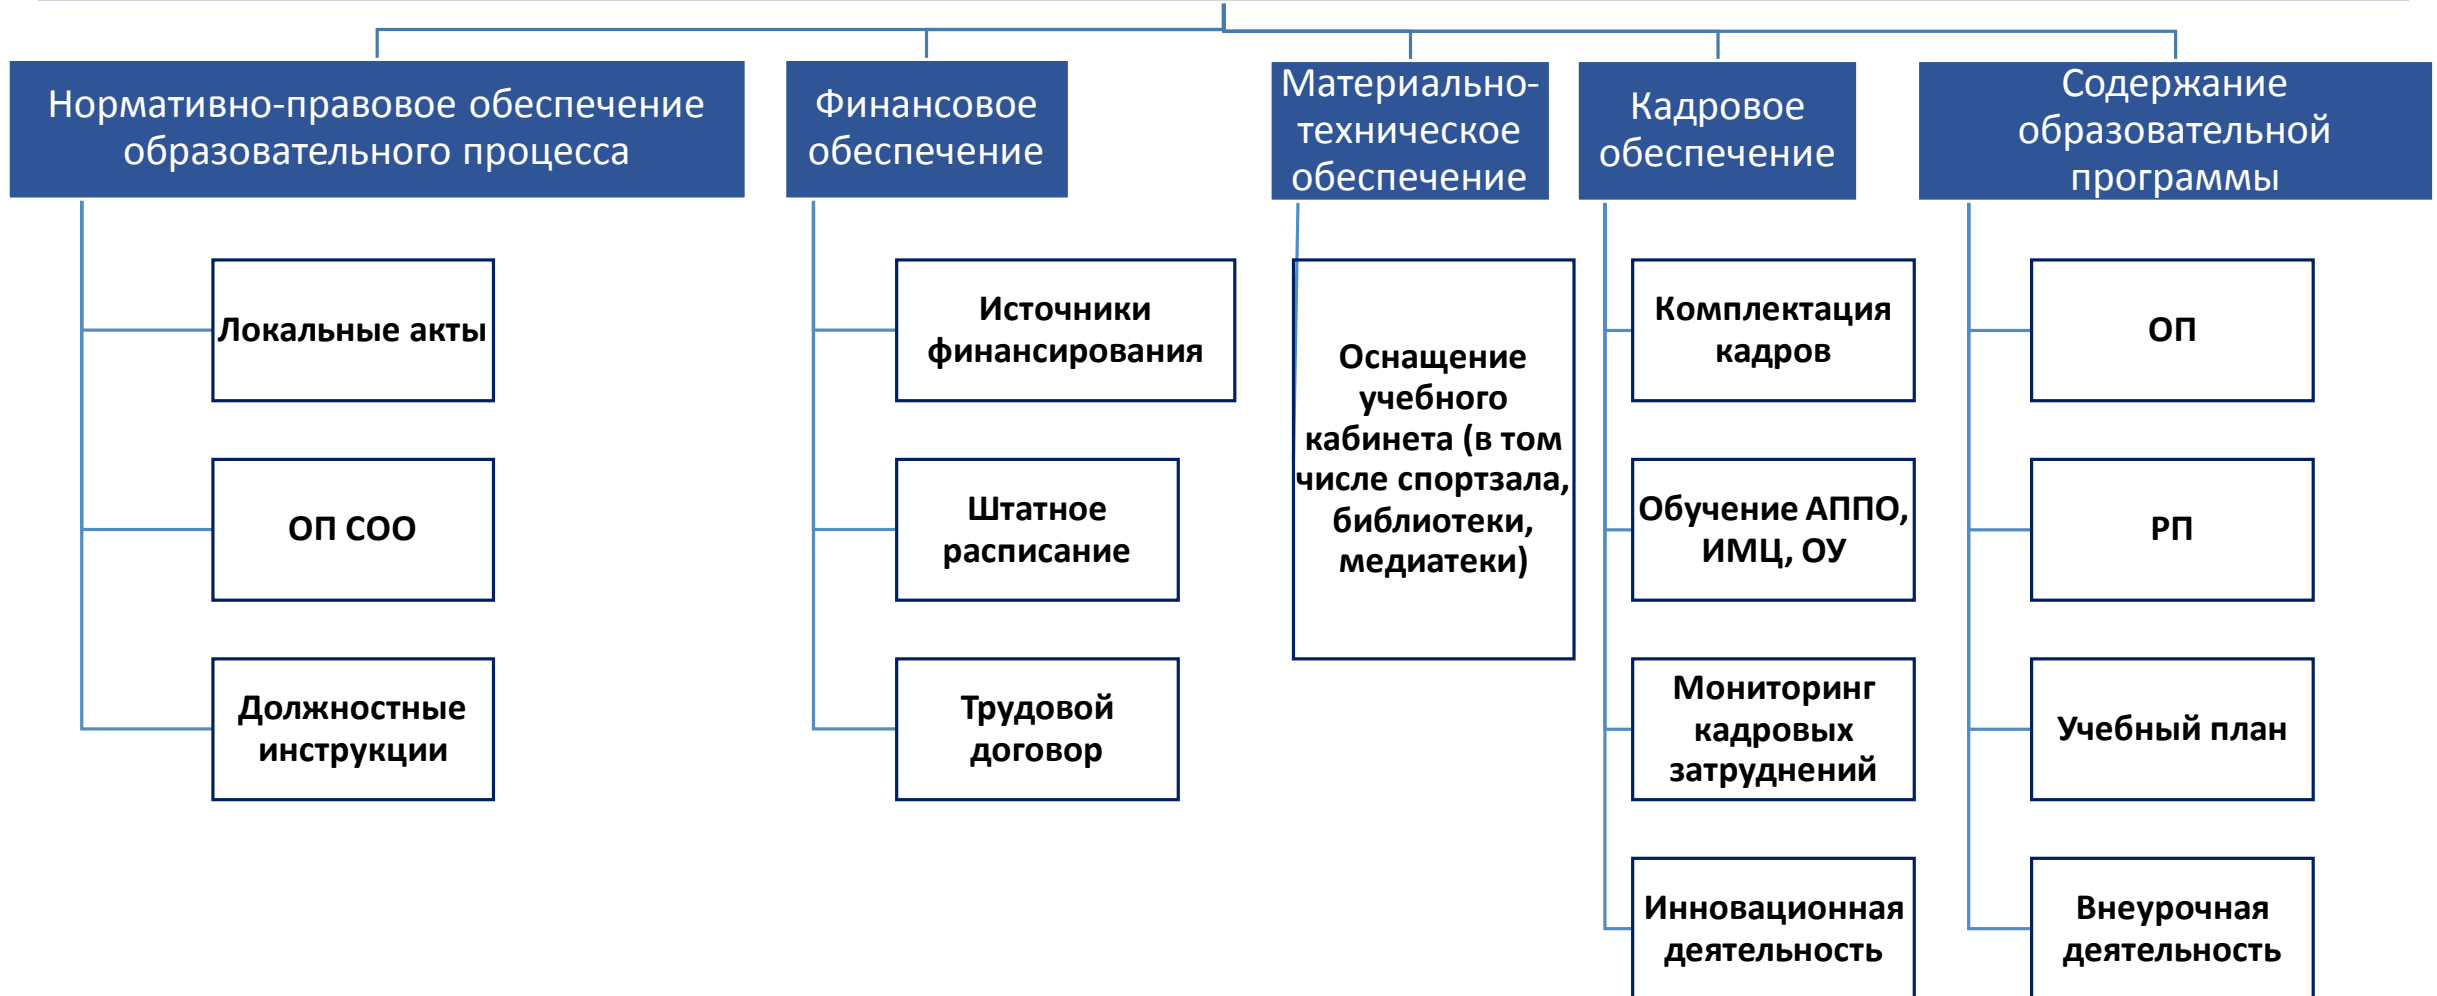 Нормативно-правовое обеспечение
образовательного процесса
Локальные акты
ОП СОО
Должностные
инструкции
Финансовое
обеспечение
Источники
финансирования
Штатное
расписание
Трудовой
договор
Материально-
техническое
обеспечение
Оснащение
учебного
кабинета (в том
числе спортзала,
библиотеки,
медиатеки)
Кадровое
обеспечение
Комплектация
кадров
Обучение АППО,
ИМЦ, ОУ
Мониторинг
кадровых
затруднений
Инновационная
деятельность
Содержание
образовательной
программы
ОП
РП
Учебный план
Внеурочная
деятельность